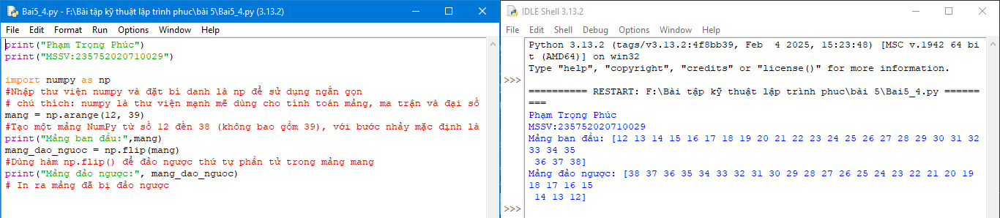 Bai5_4.py - F:\Bài tập kỹ thuật lập trình phuc\bài 5\Bai5_4.py (3.13.2)
File Edit Format Run Options Window Help
print("Phạm Trọng Phúc")
print("MSSV:235752020710029")
import numpy as np
#Nhập thư viện numpy và đặt bí danh là np để sử dụng ngắn gọn
# chú thích: numpy là thư viện mạnh mẽ dùng cho tính toán mảng, ma trận và đại số
mang = np.arange(12, 39)
#Tạo một mảng NumPy từ số 12 đến 38 (không bao gồm 39), với bước nhảy mặc định là
print("Mảng ban đầu:",mang)
mang_dao_nguoc = np.flip(mang)
#Dùng hàm np.flip() để đảo ngược thứ tự phần tử trong mảng mang
print("Mảng đảo ngược:", mang_dao_nguoc)
# In ra mảng đã bị đảo ngược
IDLE Shell 3.13.2
File Edit Shell Debug Options Window Help
Python 3.13.2 (tags/v3.13.2:4f8bb39, Feb  4 2025, 15:23:48) [MSC v.1942 64 bi
t (AMD64)] on win32
Type "help", "copyright", "credits" or "license()" for more information.
>>>
========== RESTART: F:\Bài tập kỹ thuật lập trình phuc\bài 5\Bai5_4.py =======
===
Phạm Trọng Phúc
MSSV:235752020710029
Mảng ban đầu: [12 13 14 15 16 17 18 19 20 21 22 23 24 25 26 27 28 29 30 31 32
33 34 35
 36 37 38]
Mảng đảo ngược: [38 37 36 35 34 33 32 31 30 29 28 27 26 25 24 23 22 21 20 19
18 17 16 15
 14 13 12]
>>>